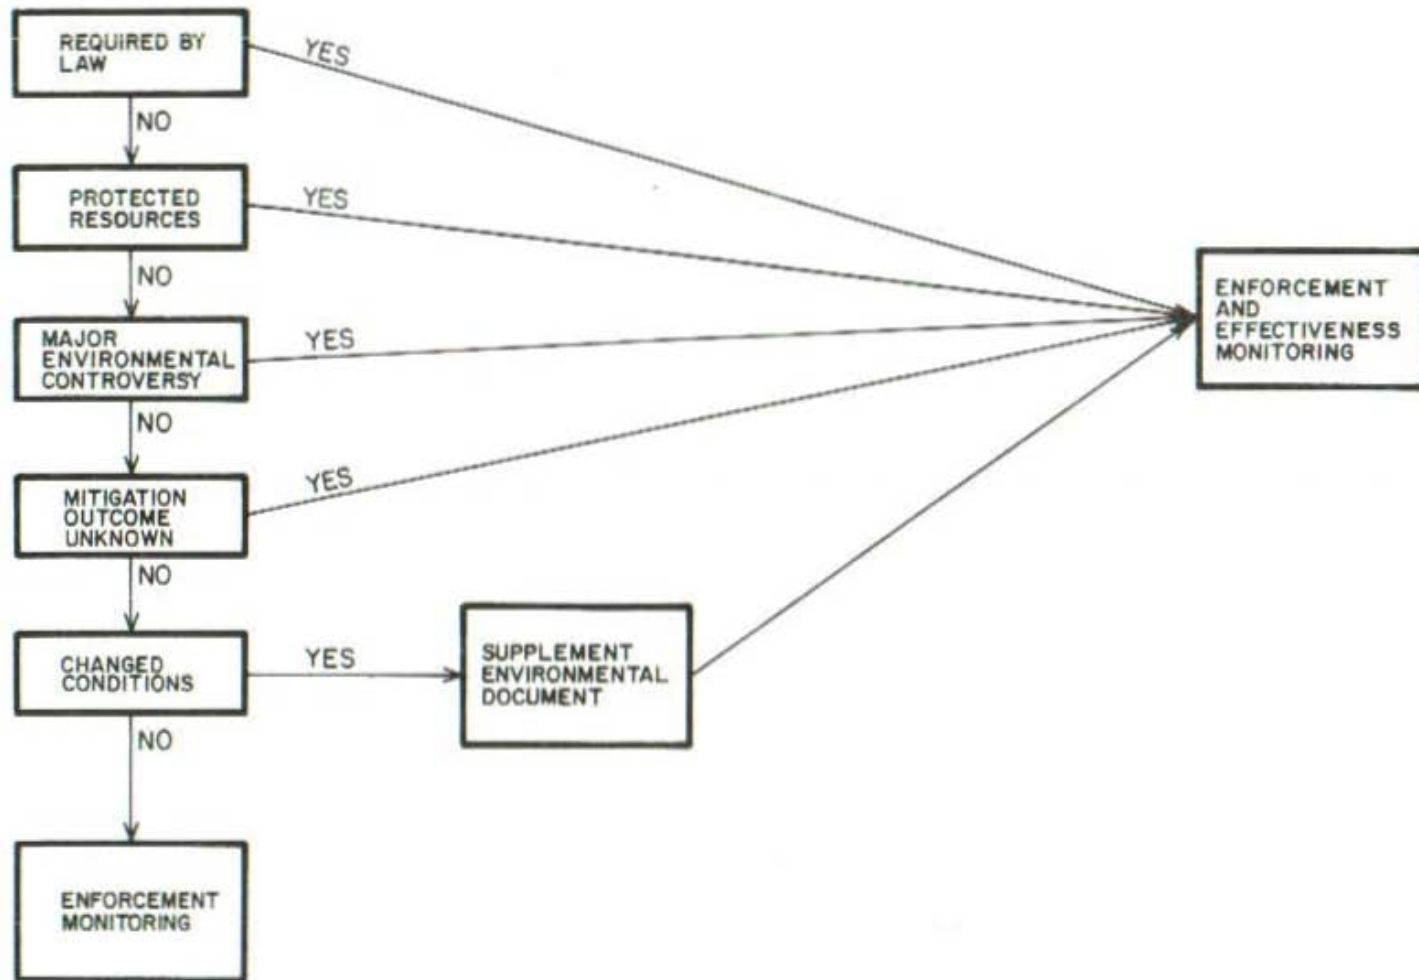 REQUIRED BY
LAW
YES
NO
PROTECTED
RESOURCES
YES
NO
MAJOR
ENVIRONMENTAL
CONTROVERSY
YES
NO
ENFORCEMENT
AND
EFFECTIVENESS
MONITORING
MITIGATION
OUTCOME
UNKNOWN
YES
NO
CHANGED
CONDITIONS
YES
SUPPLEMENT
ENVIRONMENTAL
DOCUMENT
NO
ENFORCEMENT
MONITORING